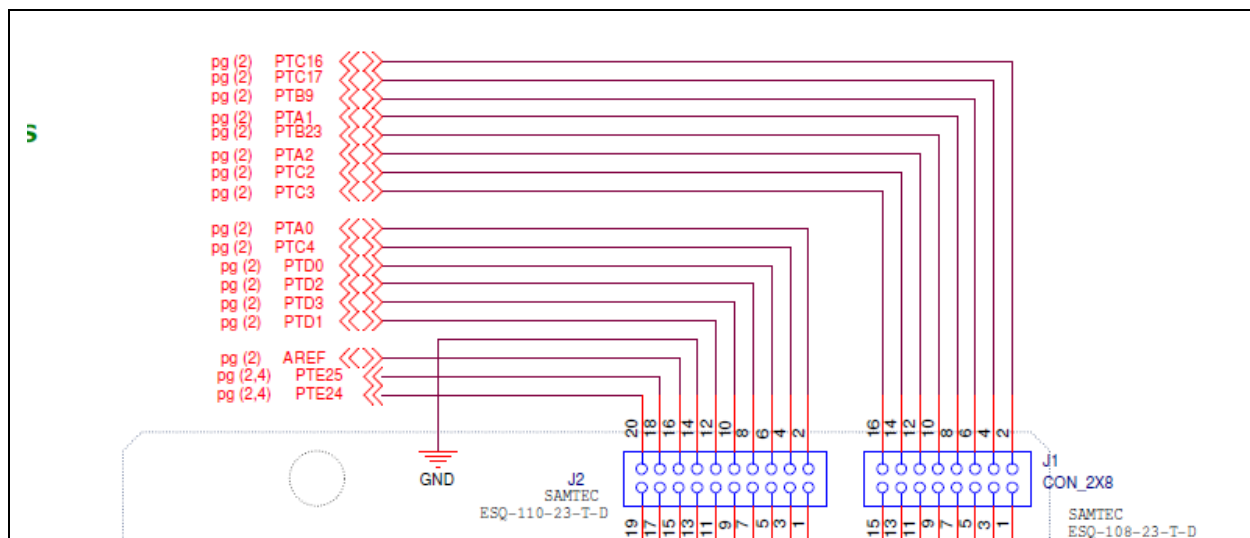 pg (2) PTC16
pg (2) PTC17
pg (2) PTB9
pg (2) PTA1
s
pg (2) PTB23
pg (2) PTA2
pg (2) PTC2
pg (2) PTC3
pg (2) PTA0
pg (2) PTC4
pg (2) PTD0
pg (2) PTD2
pg (2) PTD3
pg (2) PTD1
pg (2) AREF
pg (2,4) PTE25
pg (2,4) PTE24
20 18 16 14 12 10 8 6 4 2
16 14 12 10 8 6 4 2
GND
J2
SAMTEC
ESQ-110-23-T-D
J1
CON_2X8
SAMTEC
ESQ-108-23-T-D
19 17 15 13 11 9 7 5 3 1
15 13 11 9 7 5 3 1